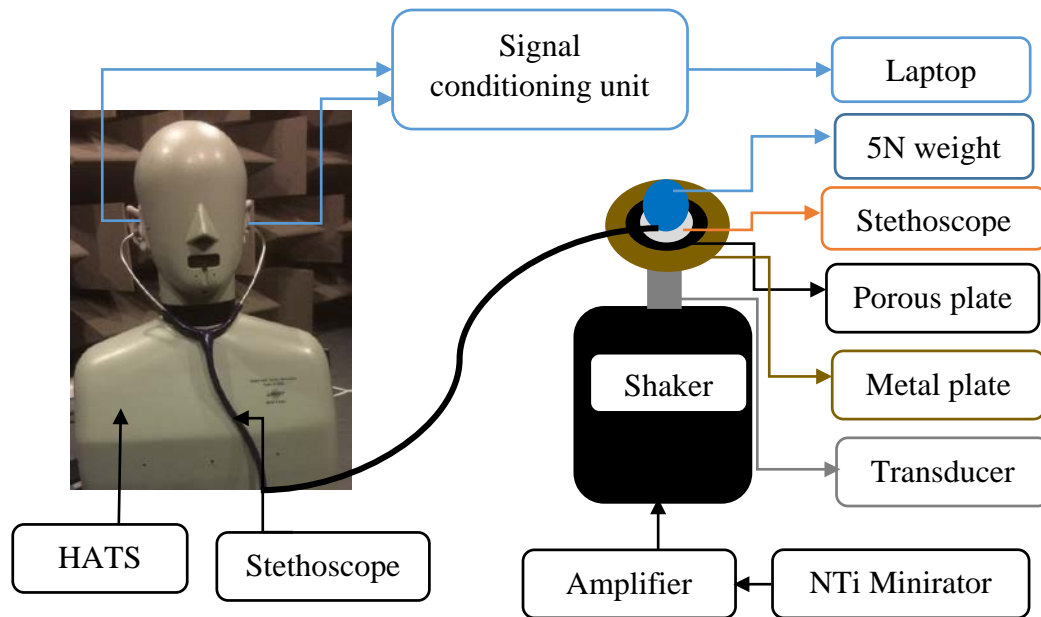 Signal
conditioning unit
Laptop
5N weight
Stethoscope
Porous plate
Metal plate
Transducer
Shaker
HATS
Stethoscope
Amplifier
NTi Minirator